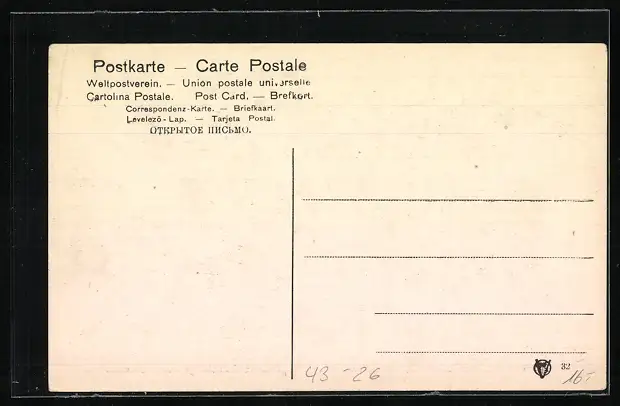 Postkarte — Carte Postale
Weltpostverein. — Union postale universelle
Cartolina Postale. Post Card. — Brefkort.
Correspondenz-Karte. — Briefkaart.
Levelező-Lap. — Tarjeta Postal.
ОТКРЫТОЕ ПИСЬМО.
32
43 - 26
16.-